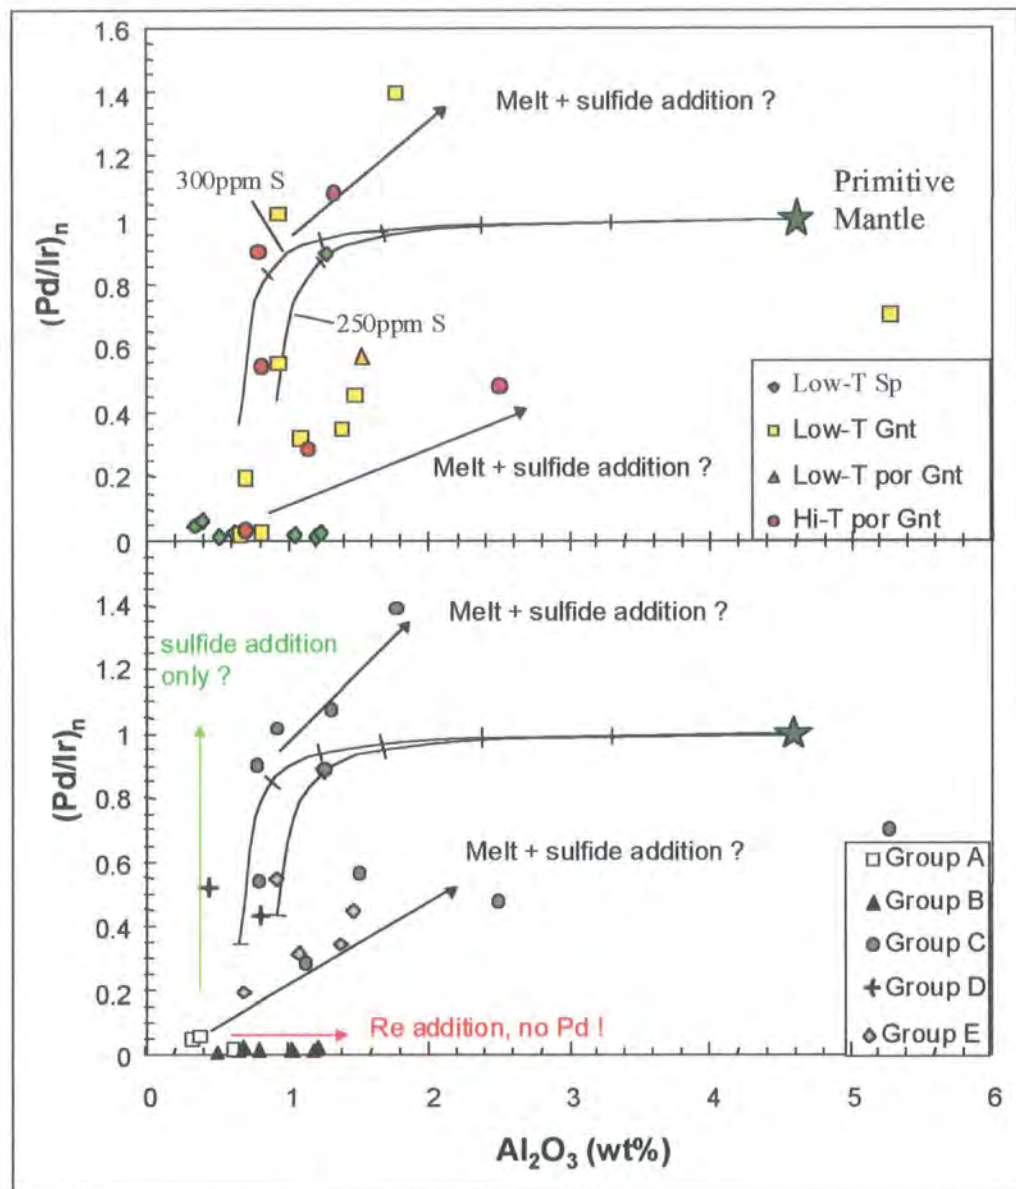 1.6
1.4
1.2
1
0.8
0.6
0.4
0.2
0
(Pd/Ir)n
Melt + sulfide addition ?
300ppm S
Primitive
Mantle
250ppm S
Melt + sulfide addition ?
Low-T Sp
Low-T Gnt
Low-T por Gnt
Hi-T por Gnt
1.4
1.2
1
0.8
0.6
0.4
0.2
0
(Pd/Ir)n
Melt + sulfide addition ?
sulfide addition
only ?
Melt + sulfide addition ?
Re addition, no Pd !
Group A
Group B
Group C
Group D
Group E
0 1 2 3 4 5 6
Al2O3 (wt%)